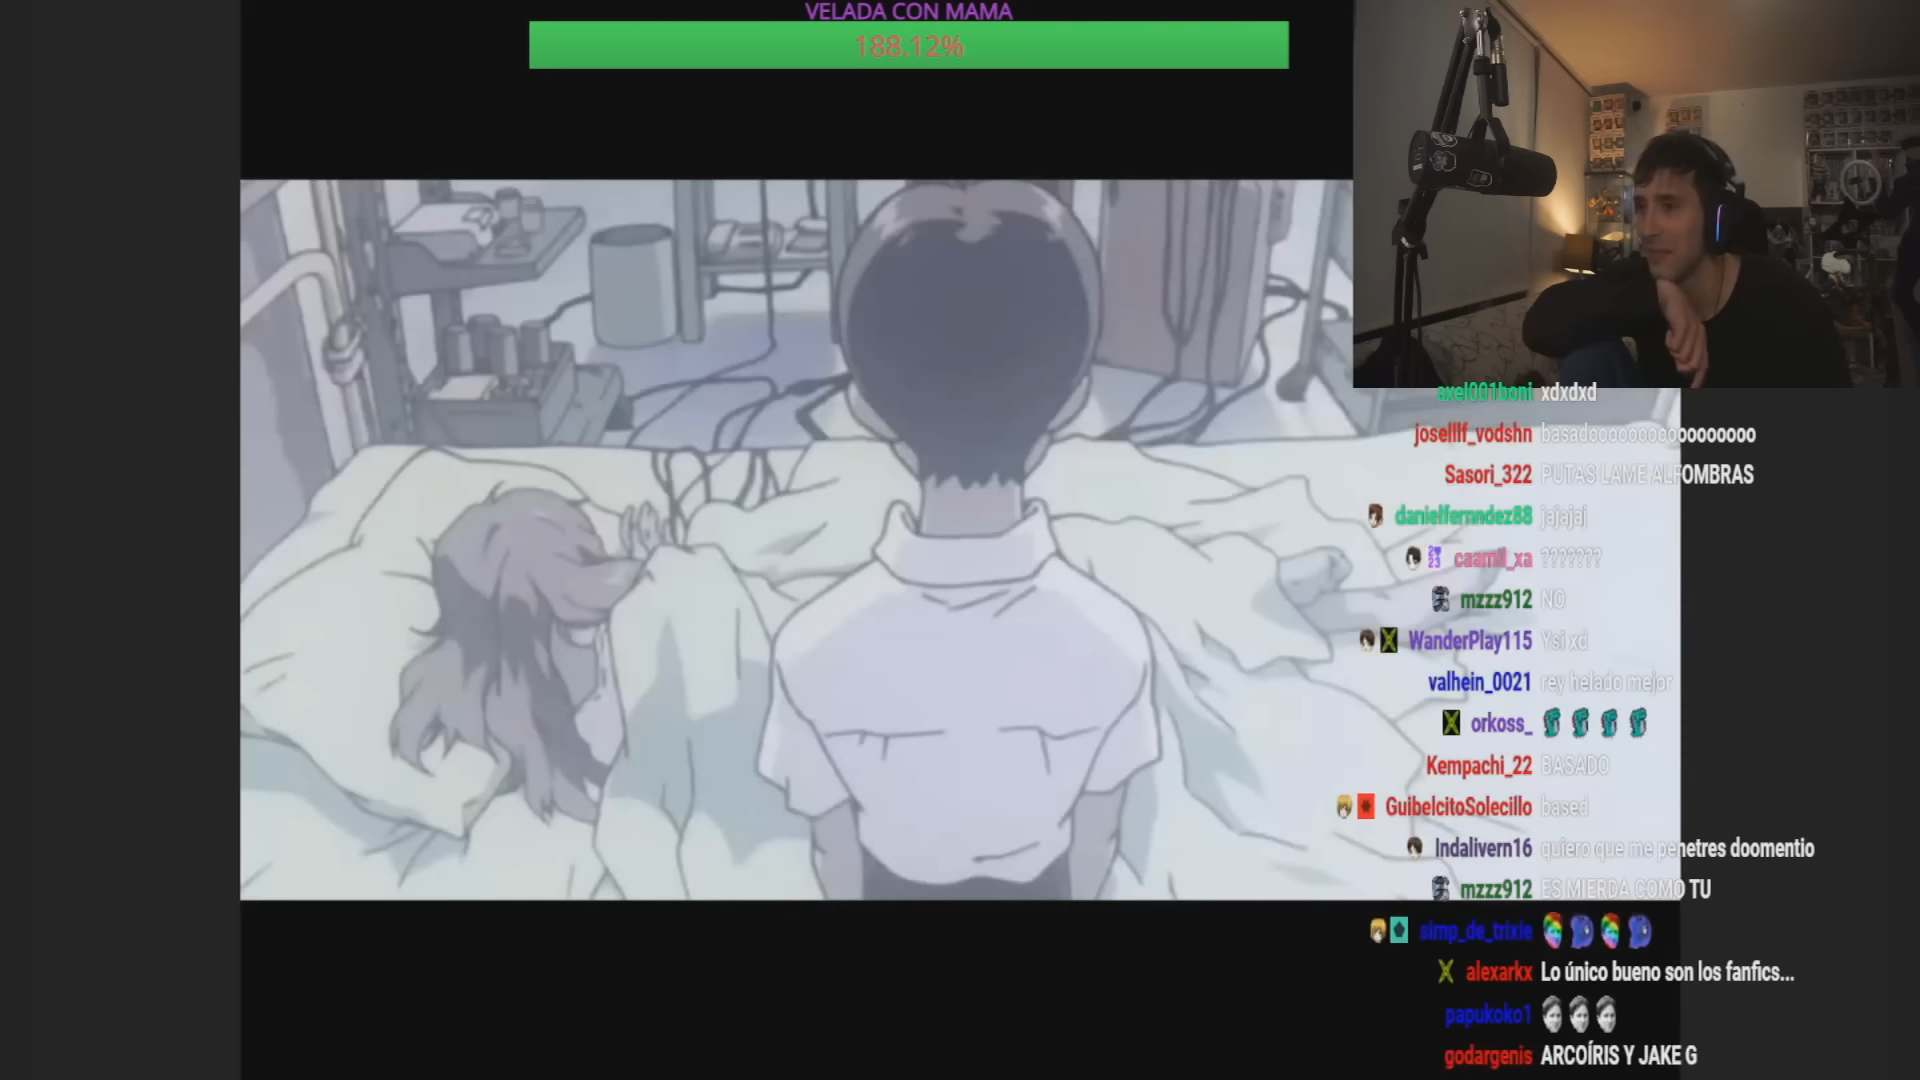 VELADA CON MAMA
188.12%
axel001boni xdxdxd
joselllf_vodshn basadooooooooooooooooo
Sasori_322 PUTAS LAME ALFOMBRAS
danielfernndez88 jajajaj
caamii_xa ???????
mzzz912 NO
WanderPlay115 Ysi xd
valhein_0021 rey helado mejor
orkoss_
Kempachi_22 BASADO
GuibelcitoSolecillo based
Indalivern16 quiero que me penetres doomentio
mzzz912 ES MIERDA COMO TU
simp_de_trixie
alexarkx Lo único bueno son los fanfics...
papukoko1
godargenis ARCOÍRIS Y JAKE G